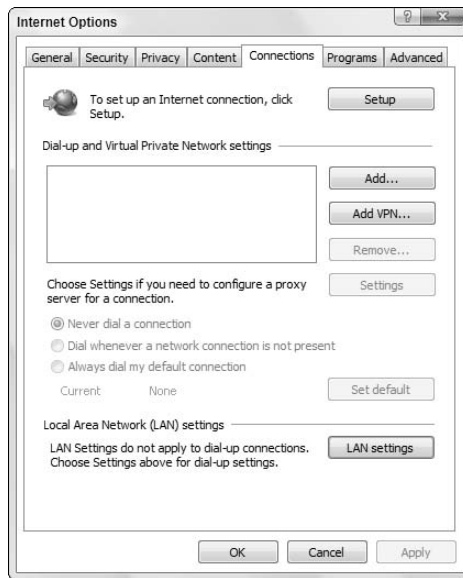 Internet Options
?
General Security Privacy Content Connections Programs Advanced
To set up an Internet connection, click
Setup.
Setup
Dial-up and Virtual Private Network settings
Add...
Add VPN...
Remove...
Choose Settings if you need to configure a proxy
server for a connection.
Settings
Never dial a connection
Dial whenever a network connection is not present
Always dial my default connection
Current None
Set default
Local Area Network (LAN) settings
LAN Settings do not apply to dial-up connections.
Choose Settings above for dial-up settings.
LAN settings
OK Cancel Apply